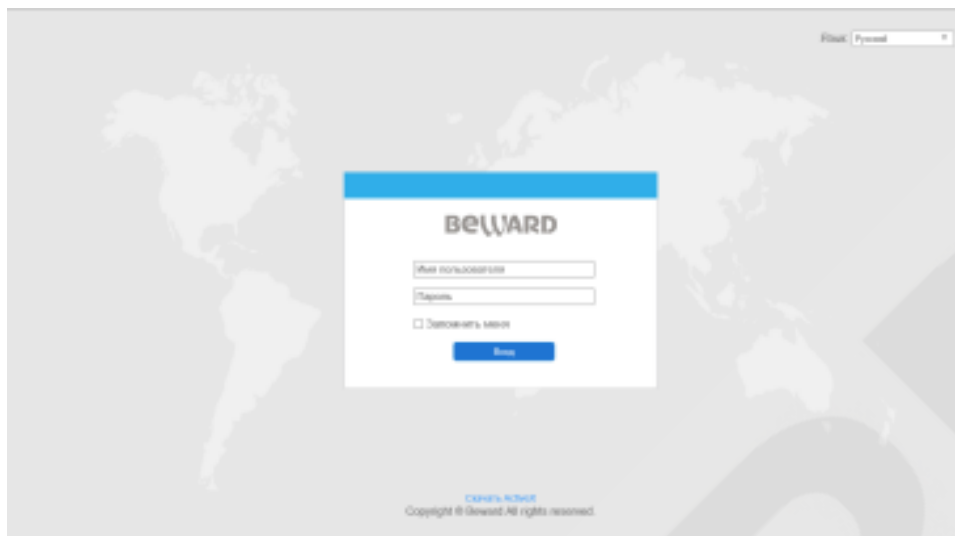 Язык: Русский
BEWARD
Имя пользователя
Пароль
Запомнить меня
Вход
Скачать ActiveX
Copyright © Beward All rights reserved.